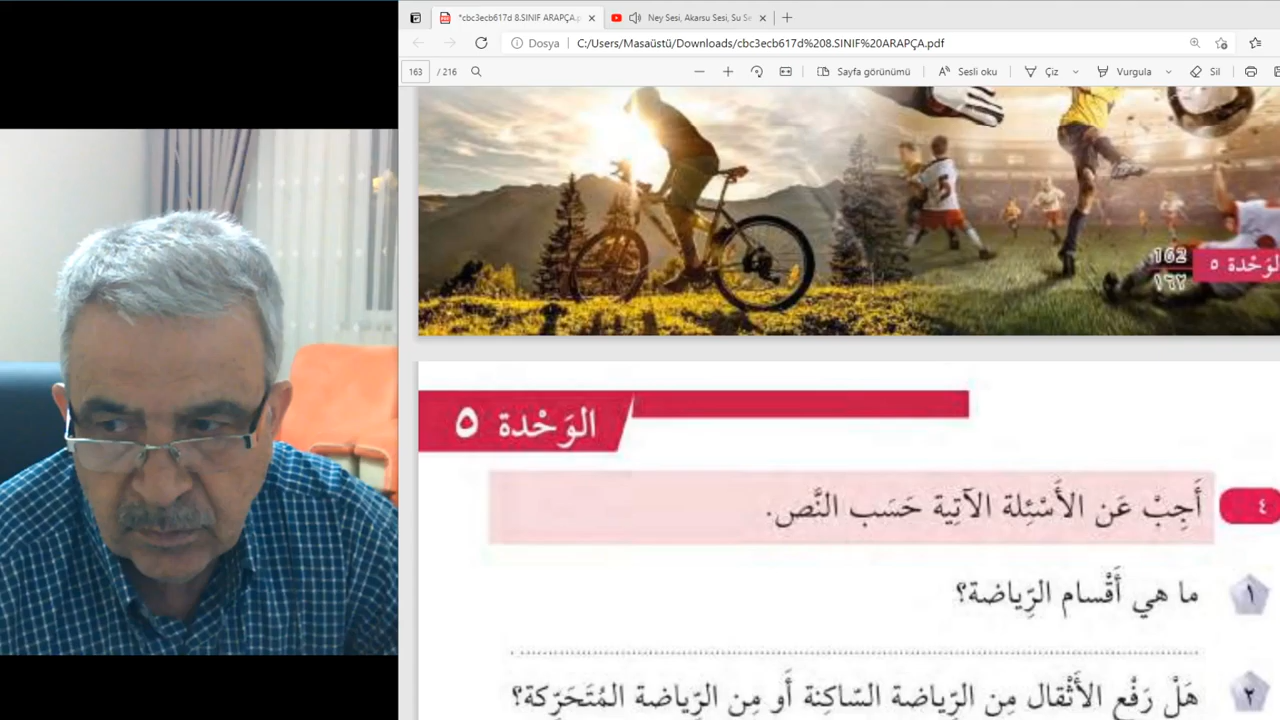 *cbc3ecb617d 8.SINIF ARAPÇA.p
Ney Sesi, Akarsu Sesi, Su Se
Dosya
C:/Users/Masaüstü/Downloads/cbc3ecb617d%208.SINIF%20ARAPÇA.pdf
163 / 216
Sayfa görünümü
Sesli oku
Çiz
Vurgula
Sil
5
162
١٦٢
الوَحْدة ٥
الوَحْدة ٥
٤ أَجِبْ عَن الأَسْئِلة الآتِية حَسَب النَّص.
١ ما هي أَقْسام الرِّياضة؟
٢ هَلْ رَفْع الأَثْقال مِن الرِّياضة السّاكِنة أَو مِن الرِّياضة المُتَحَرِّكة؟